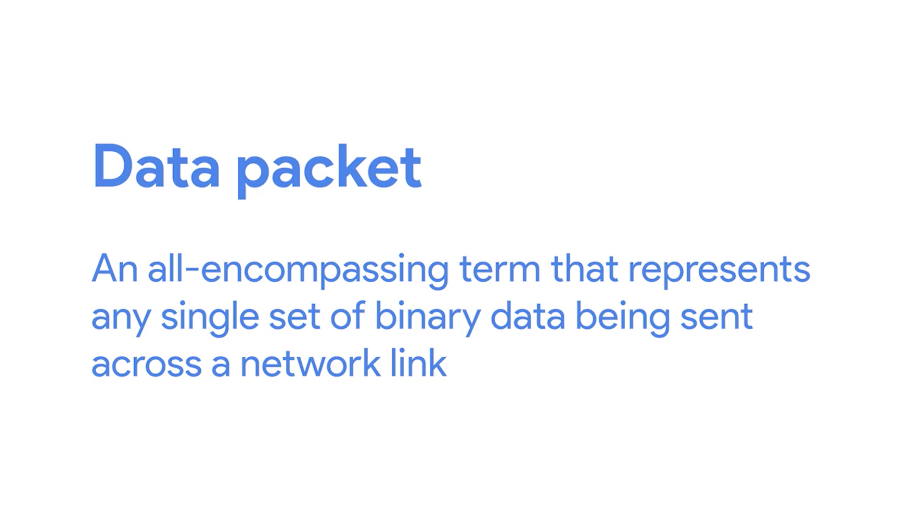 Data packet
An all-encompassing term that represents
any single set of binary data being sent
across a network link